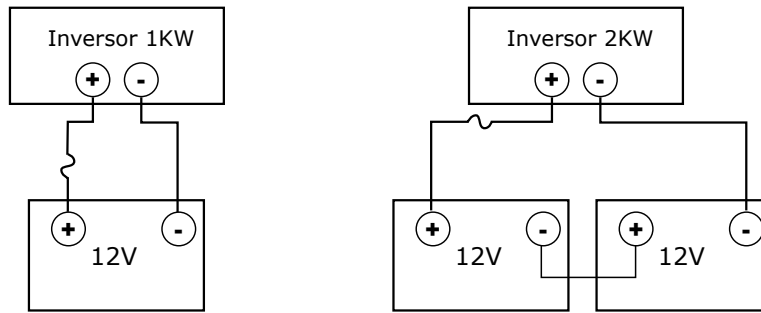 Inversor 1KW
+ -
+ -
12V
Inversor 2KW
+ -
+ - + -
12V 12V